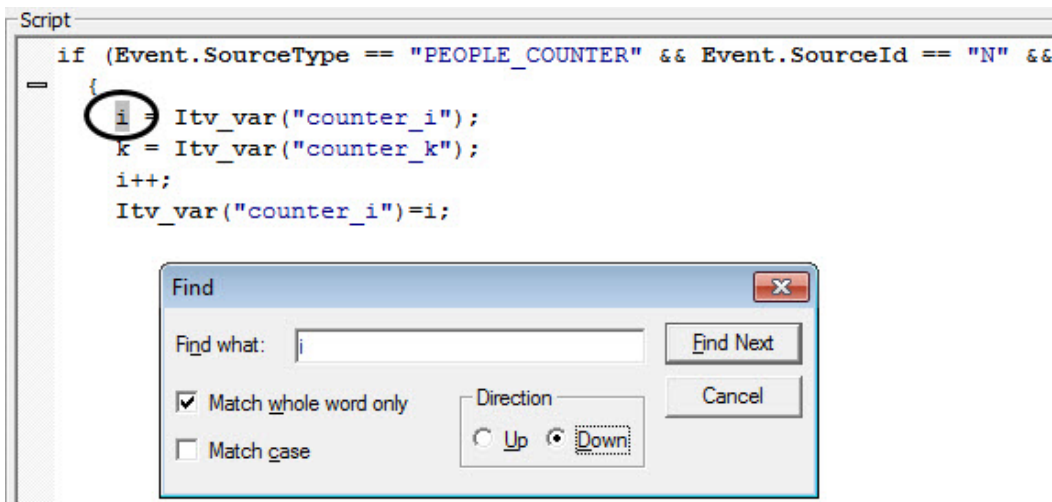 Script
if (Event.SourceType == "PEOPLE_COUNTER" && Event.SourceId == "N" &&
{
i = Itv_var("counter_i");
k = Itv_var("counter_k");
i++;
Itv_var("counter_i")=i;
Find
Find what: i
Find Next
Match whole word only
Direction
Cancel
Up Down
Match case